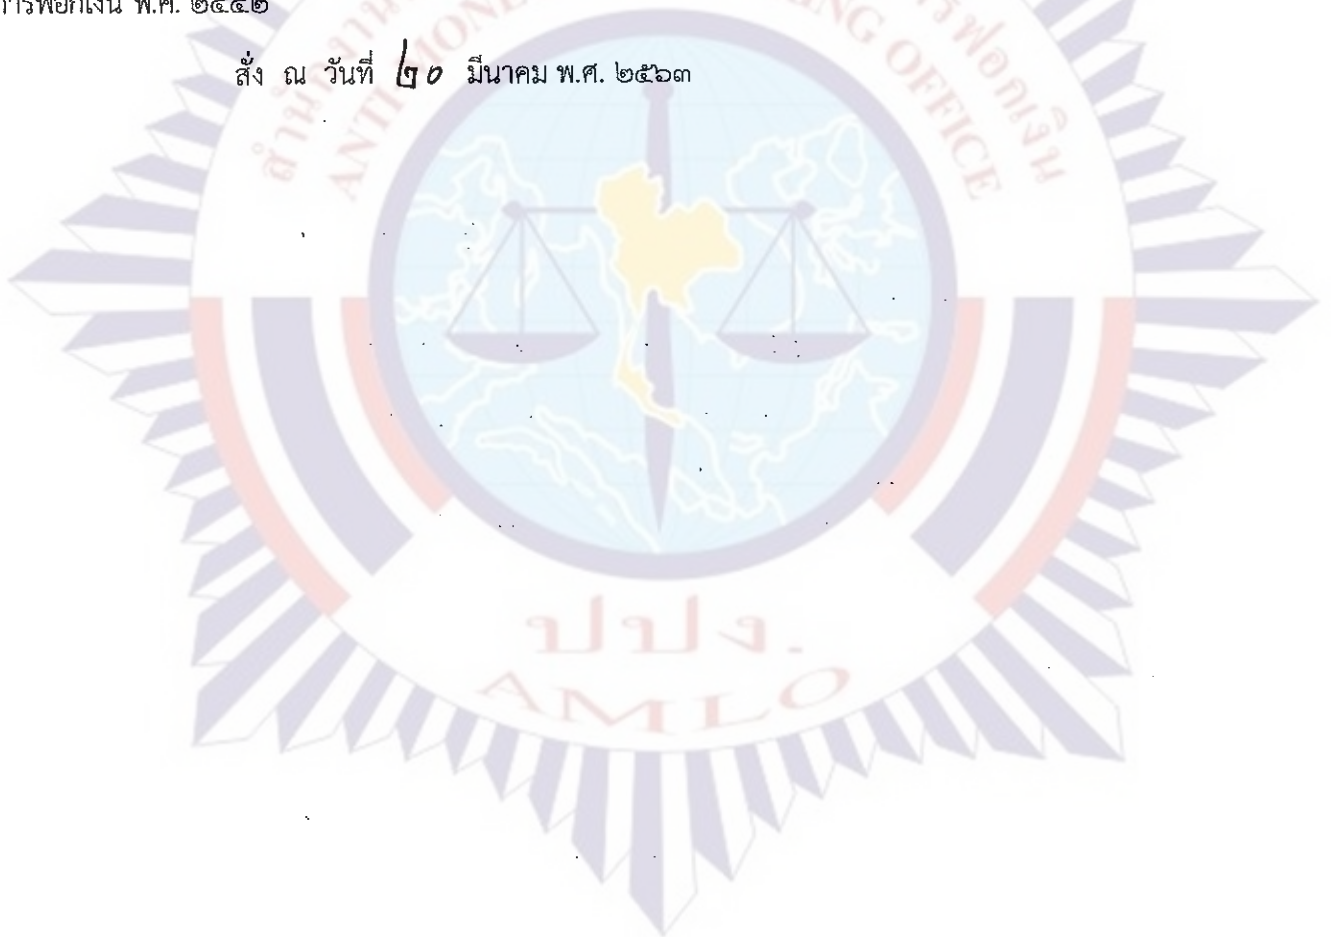 การฟอกเงิน พ.ศ. ๒๕๔๒
สั่ง ณ วันที่ ๒๐ มีนาคม พ.ศ. ๒๕๖๓
ปปง.
AMLO